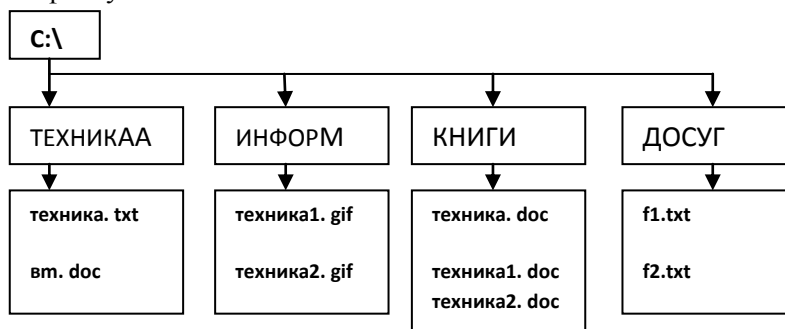 C:\
ТЕХНИКАА
ИНФОРМ
КНИГИ
ДОСУГ
техника. txt
вт. doc
техника1. gif
техника2. gif
техника. doc
техника1. doc
техника2. doc
f1.txt
f2.txt